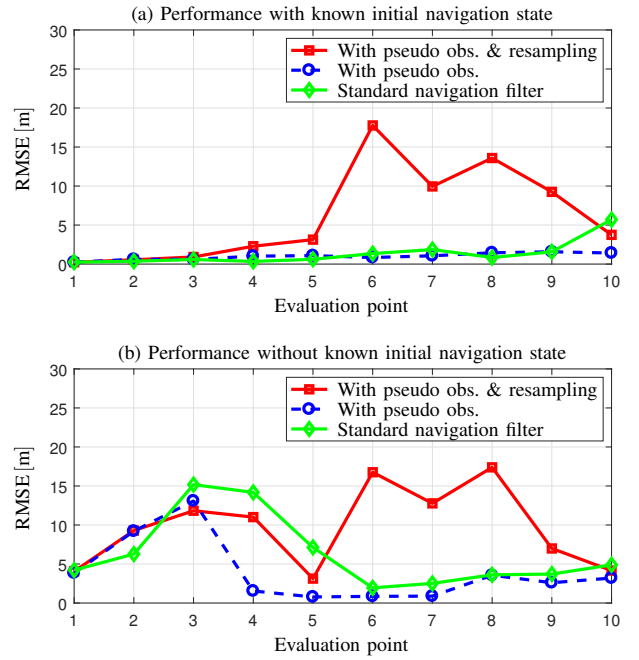 (a) Performance with known initial navigation state
30
25
20
15
10
5
0
RMSE [m]
With pseudo obs. & resampling
With pseudo obs.
Standard navigation filter
1 2 3 4 5 6 7 8 9 10
Evaluation point
(b) Performance without known initial navigation state
30
25
20
15
10
5
0
RMSE [m]
With pseudo obs. & resampling
With pseudo obs.
Standard navigation filter
1 2 3 4 5 6 7 8 9 10
Evaluation point